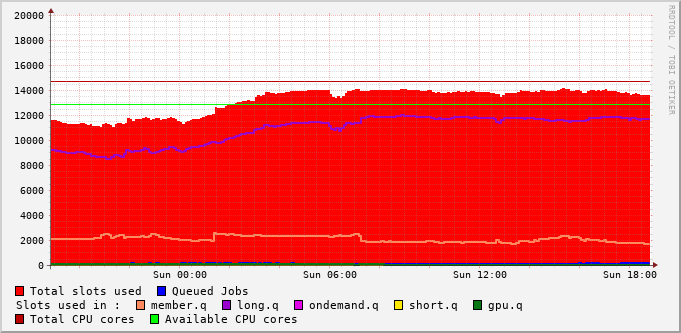 RRDTOOL / TOBI OETIKER
20000
18000
16000
14000
12000
10000
8000
6000
4000
2000
0
Sun 00:00 Sun 06:00 Sun 12:00 Sun 18:00
Total slots used Queued Jobs
Slots used in : member.q long.q ondemand.q short.q gpu.q
Total CPU cores Available CPU cores